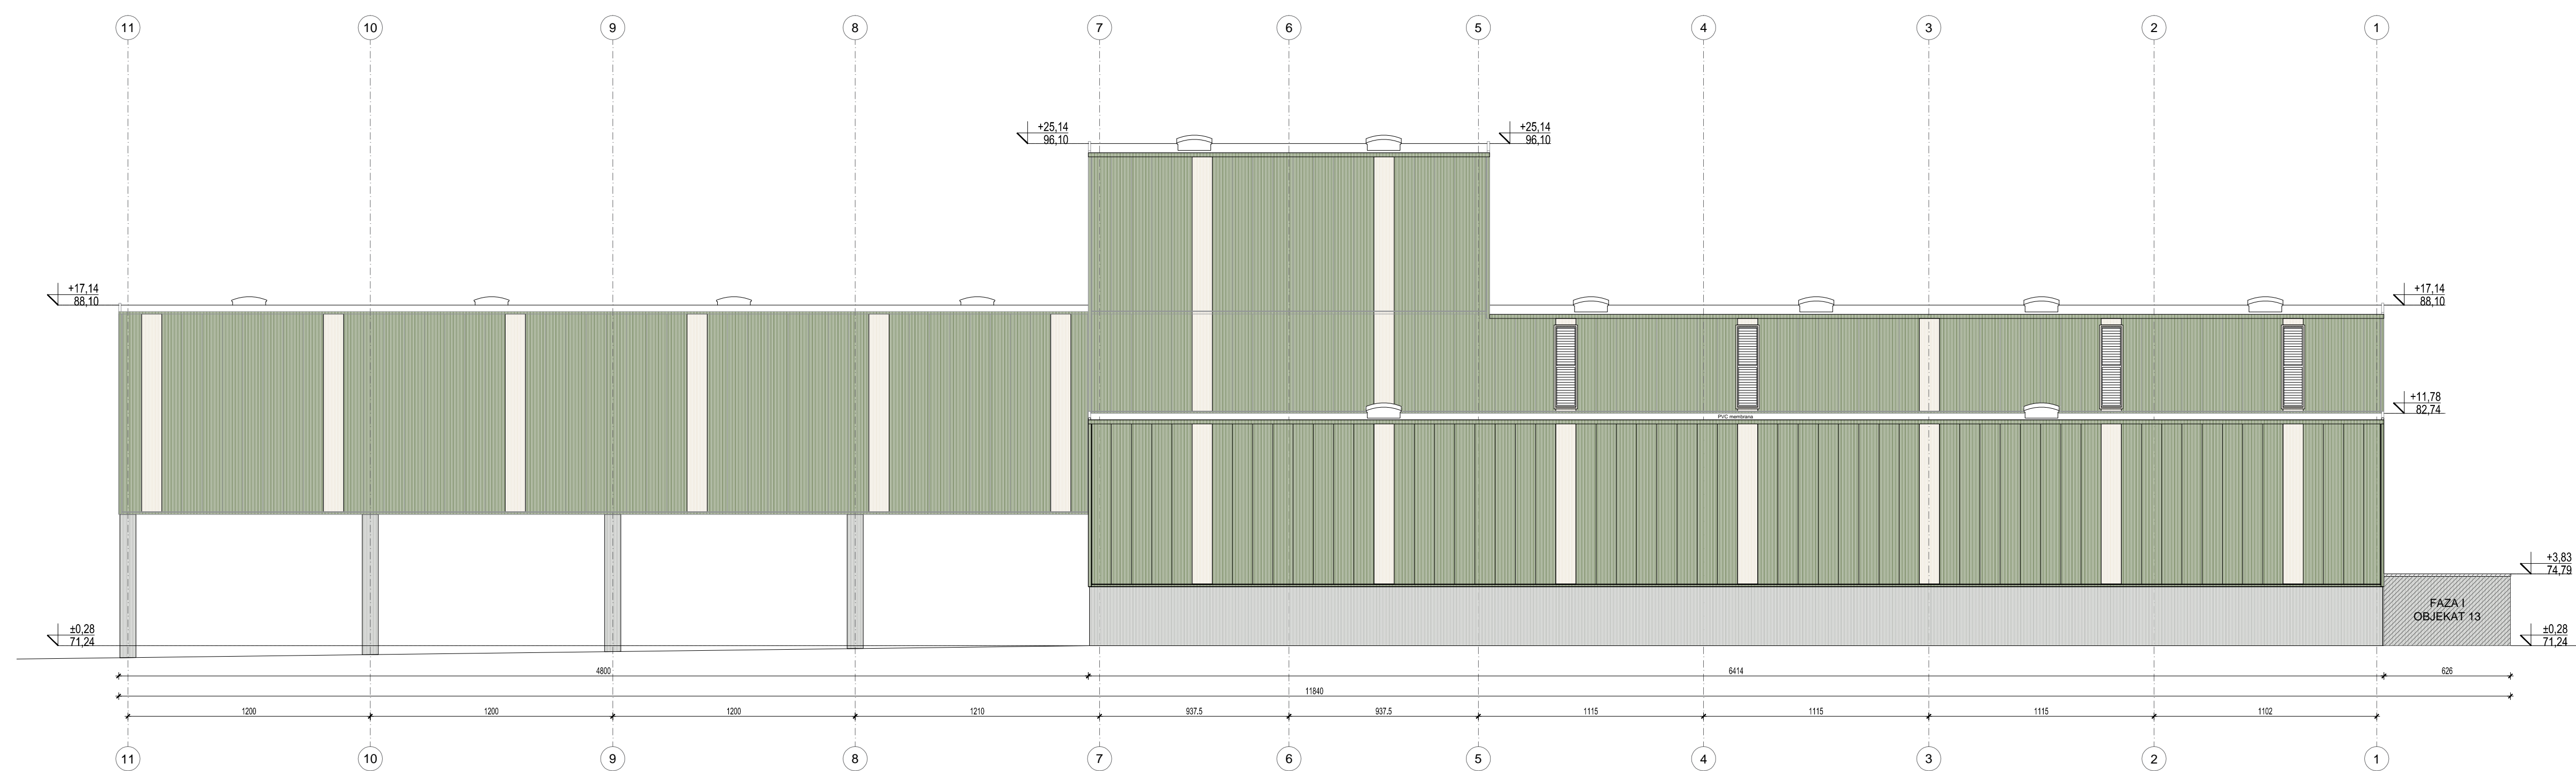 11 10 9 8 7 6 5 4 3 2 1
+25,14
96,10
+25,14
96,10
+17,14
88,10
+17,14
88,10
+11,78
82,74
PVC membrana
+3,83
74,79
FAZA I
OBJEKAT 13
±0,28
71,24
±0,28
71,24
4800 6414 626
11840
1200 1200 1200 1210 937.5 937.5 1115 1115 1115 1102
11 10 9 8 7 6 5 4 3 2 1